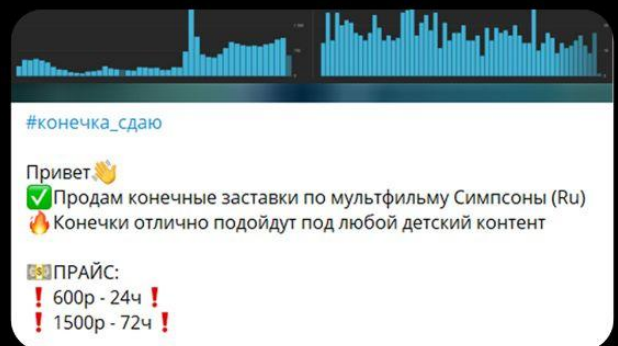 #конечка_сдаю
Привет👋
✅Продам конечные заставки по мультфильму Симпсоны (Ru)
🔥Конечки отлично подойдут под любой детский контент
💵ПРАЙС:
❗600р - 24ч❗
❗1500р - 72ч❗